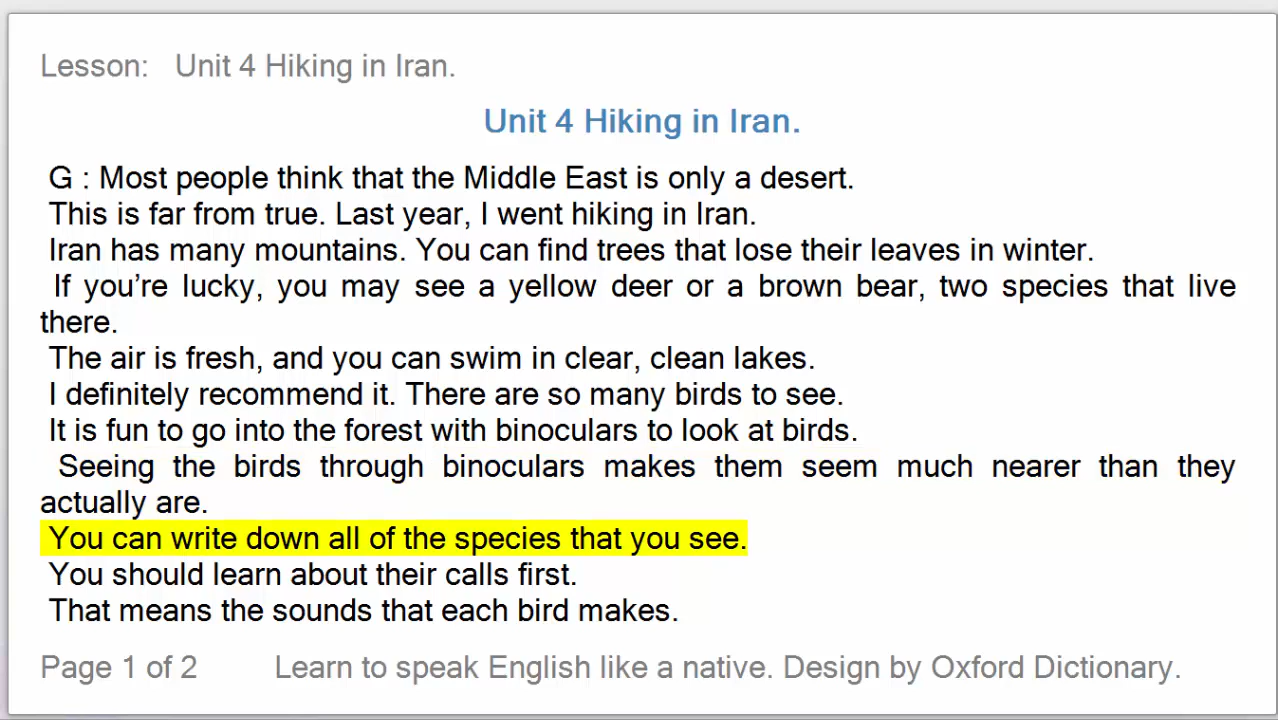 Lesson: Unit 4 Hiking in Iran.
Unit 4 Hiking in Iran.
G : Most people think that the Middle East is only a desert.
This is far from true. Last year, I went hiking in Iran.
Iran has many mountains. You can find trees that lose their leaves in winter.
If you’re lucky, you may see a yellow deer or a brown bear, two species that live
there.
The air is fresh, and you can swim in clear, clean lakes.
I definitely recommend it. There are so many birds to see.
It is fun to go into the forest with binoculars to look at birds.
Seeing the birds through binoculars makes them seem much nearer than they
actually are.
You can write down all of the species that you see.
You should learn about their calls first.
That means the sounds that each bird makes.
Page 1 of 2 Learn to speak English like a native. Design by Oxford Dictionary.